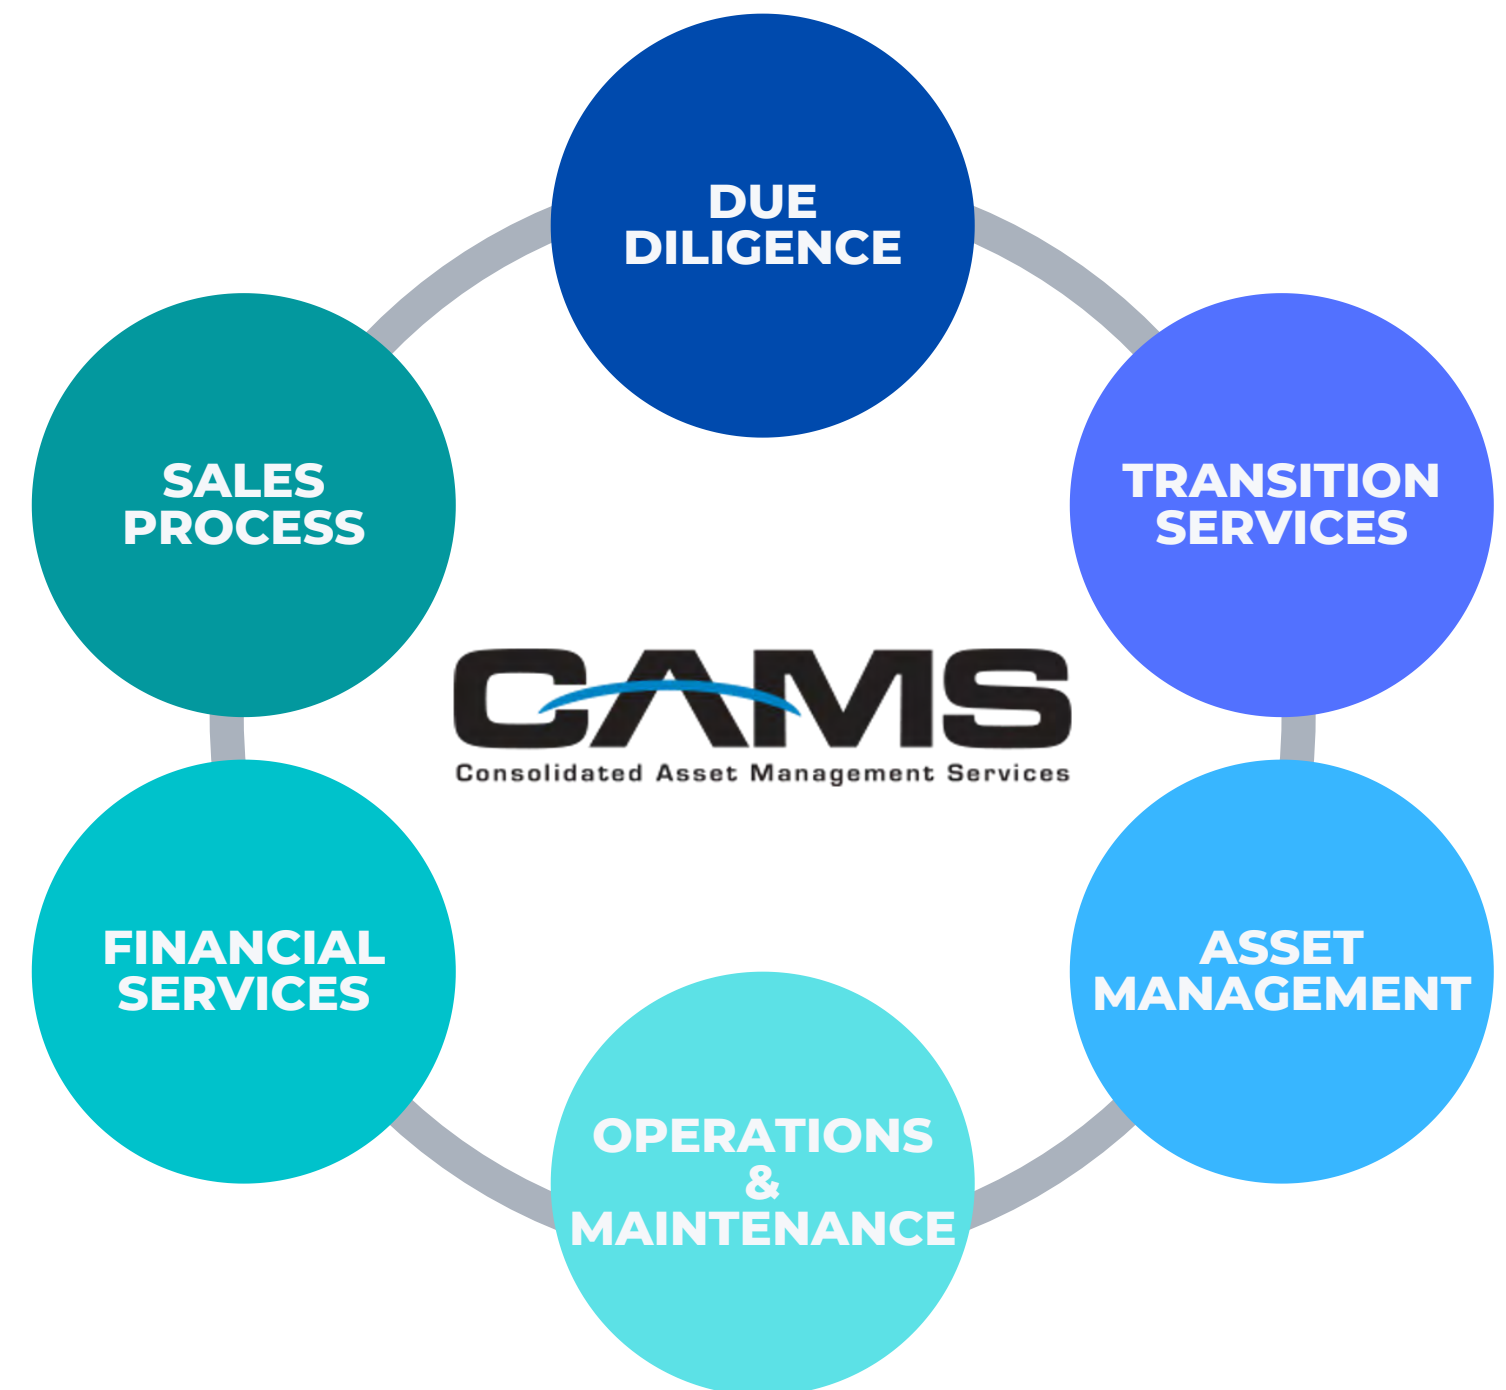 DUE
DILIGENCE
TRANSITION
SERVICES
ASSET
MANAGEMENT
OPERATIONS
&
MAINTENANCE
FINANCIAL
SERVICES
SALES
PROCESS
CAMS
Consolidated Asset Management Services